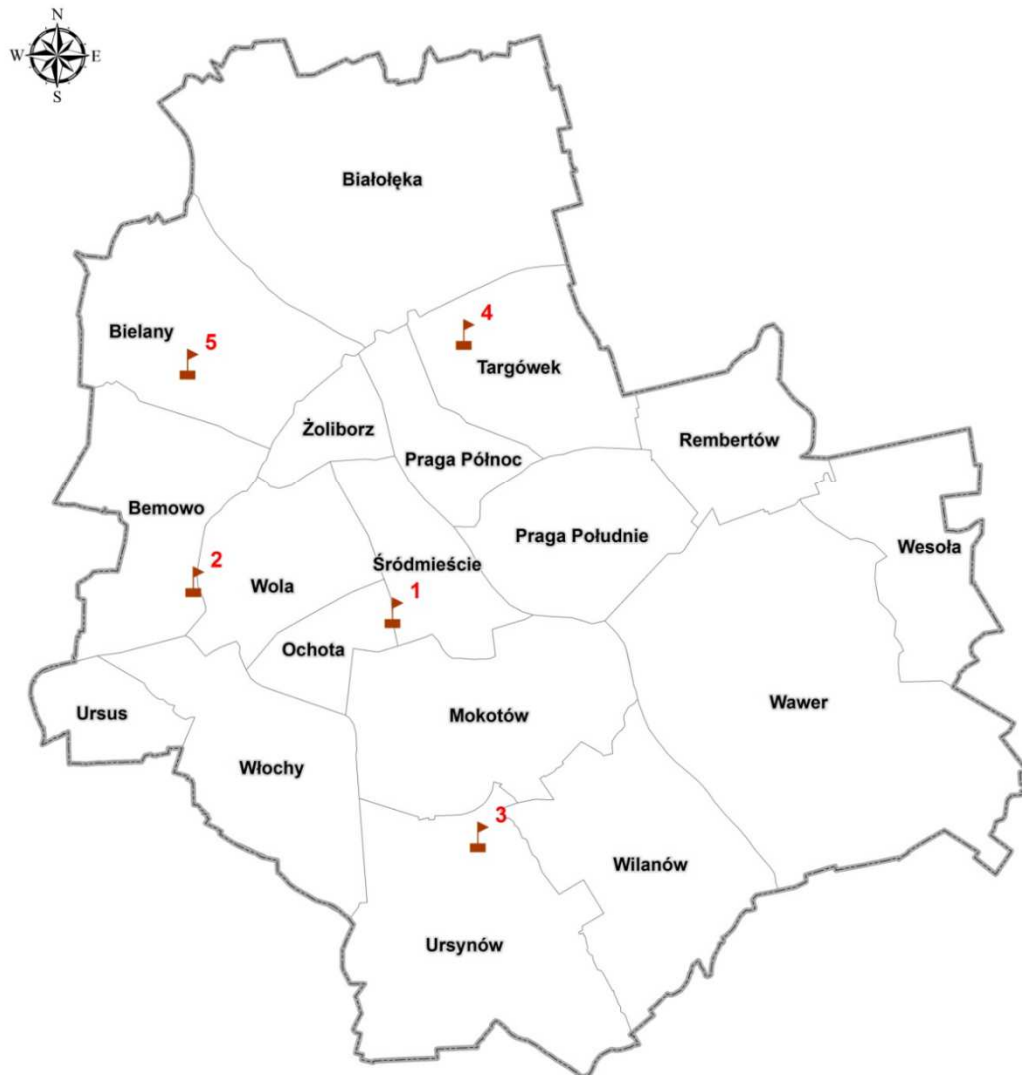 N
W E
S
Białołęka
4
5
Bielany
Targówek
Żoliborz
Rembertów
Praga Północ
Bemowo
Praga Południe
Wesoła
2
Śródmieście
Wola
1
Ochota
Wawer
Ursus
Mokotów
Włochy
3
Wilanów
Ursynów